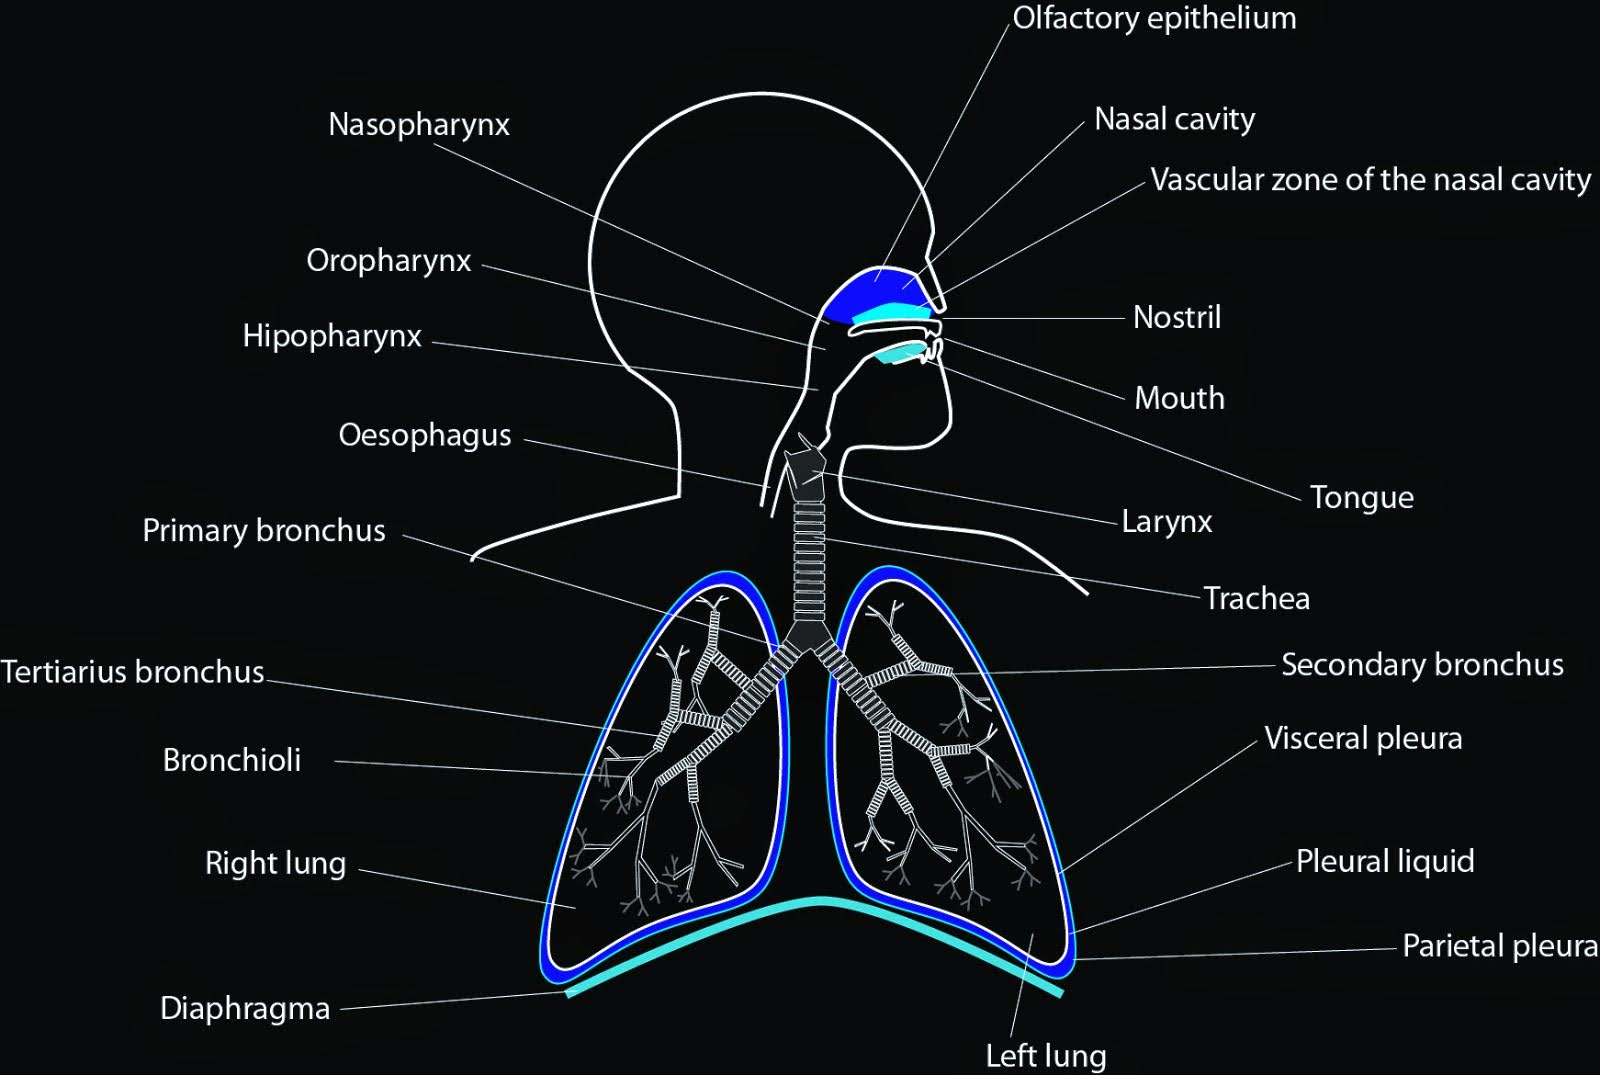 Olfactory epithelium
Nasopharynx
Nasal cavity
Vascular zone of the nasal cavity
Oropharynx
Nostril
Hipopharynx
Mouth
Oesophagus
Tongue
Larynx
Primary bronchus
Trachea
Secondary bronchus
Tertiarius bronchus
Visceral pleura
Bronchioli
Pleural liquid
Right lung
Parietal pleura
Diaphragma
Left lung